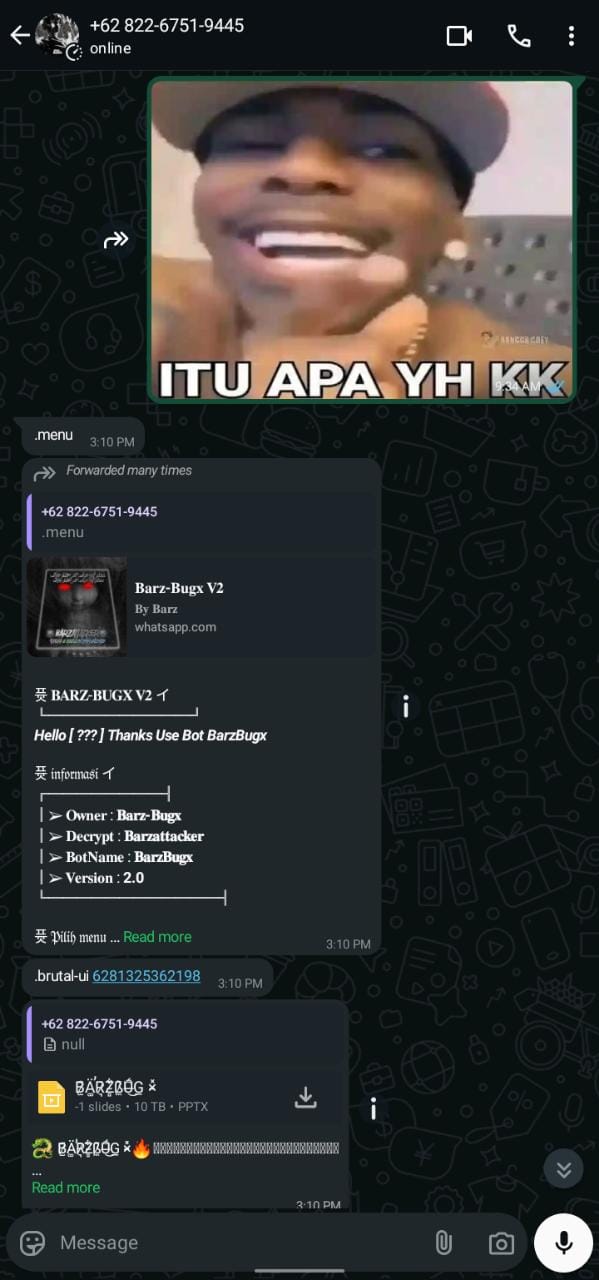 +62 822-6751-9445
online
ITU APA YH KK
9:34 AM
.menu 3:10 PM
Forwarded many times
+62 822-6751-9445
.menu
Barz-Bugx V2
By Barz
whatsapp.com
BARZ-BUGX V2 イ
Hello [ ??? ] Thanks Use Bot BarzBugx
informasi イ
➢ Owner : Barz-Bugx
➢ Decrypt : Barzattacker
➢ BotName : BarzBugx
➢ Version : 2.0
Pilih menu ... Read more
3:10 PM
.brutal-ui 6281325362198 3:10 PM
+62 822-6751-9445
null
-1 slides • 10 TB • PPTX
...
Read more
3:10 PM
Message